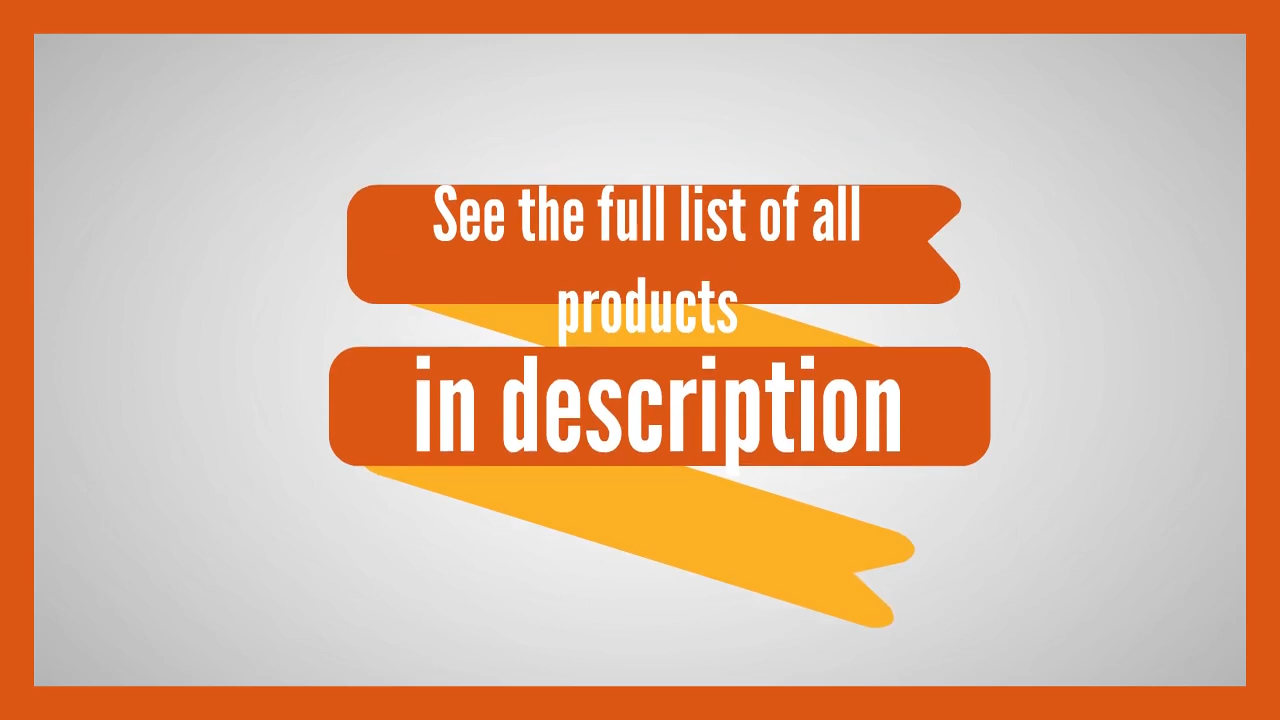 See the full list of all
products
in description